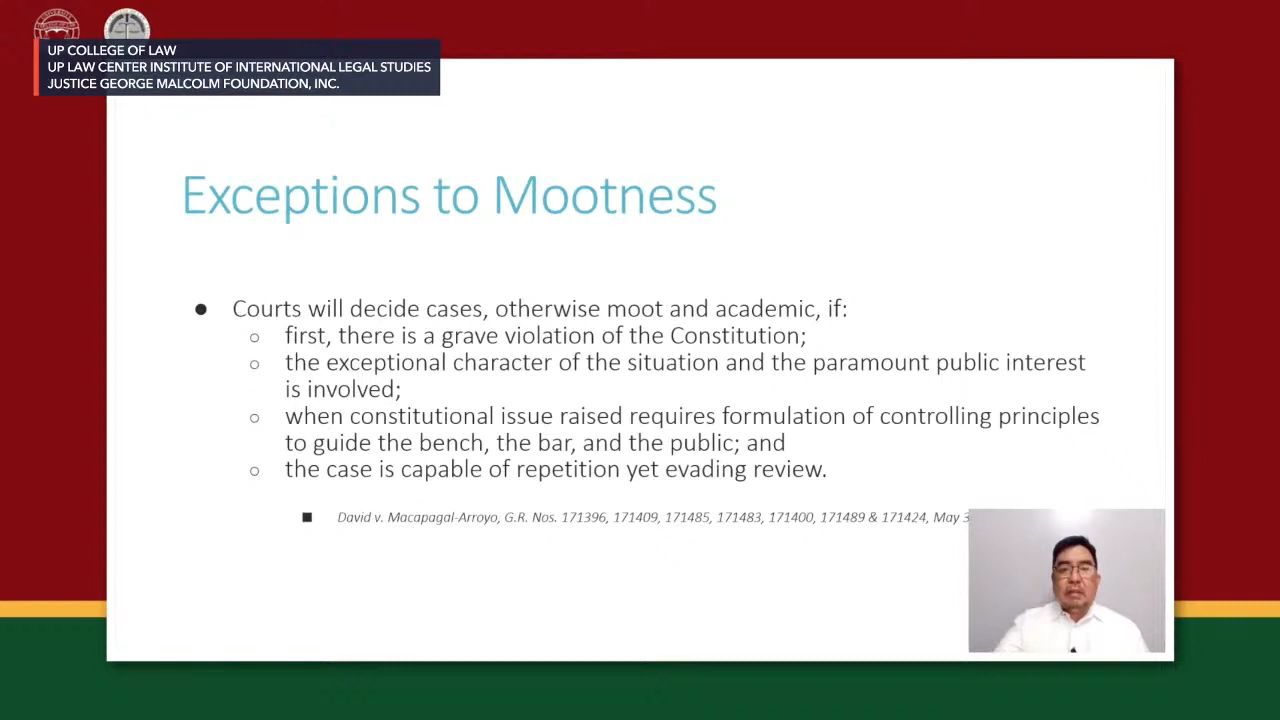 UP COLLEGE OF LAW
UP LAW CENTER INSTITUTE OF INTERNATIONAL LEGAL STUDIES
JUSTICE GEORGE MALCOLM FOUNDATION, INC.
Exceptions to Mootness
● Courts will decide cases, otherwise moot and academic, if:
○ first, there is a grave violation of the Constitution;
○ the exceptional character of the situation and the paramount public interest
is involved;
○ when constitutional issue raised requires formulation of controlling principles
to guide the bench, the bar, and the public; and
○ the case is capable of repetition yet evading review.
■ David v. Macapagal-Arroyo, G.R. Nos. 171396, 171409, 171485, 171483, 171400, 171489 & 171424, May 3